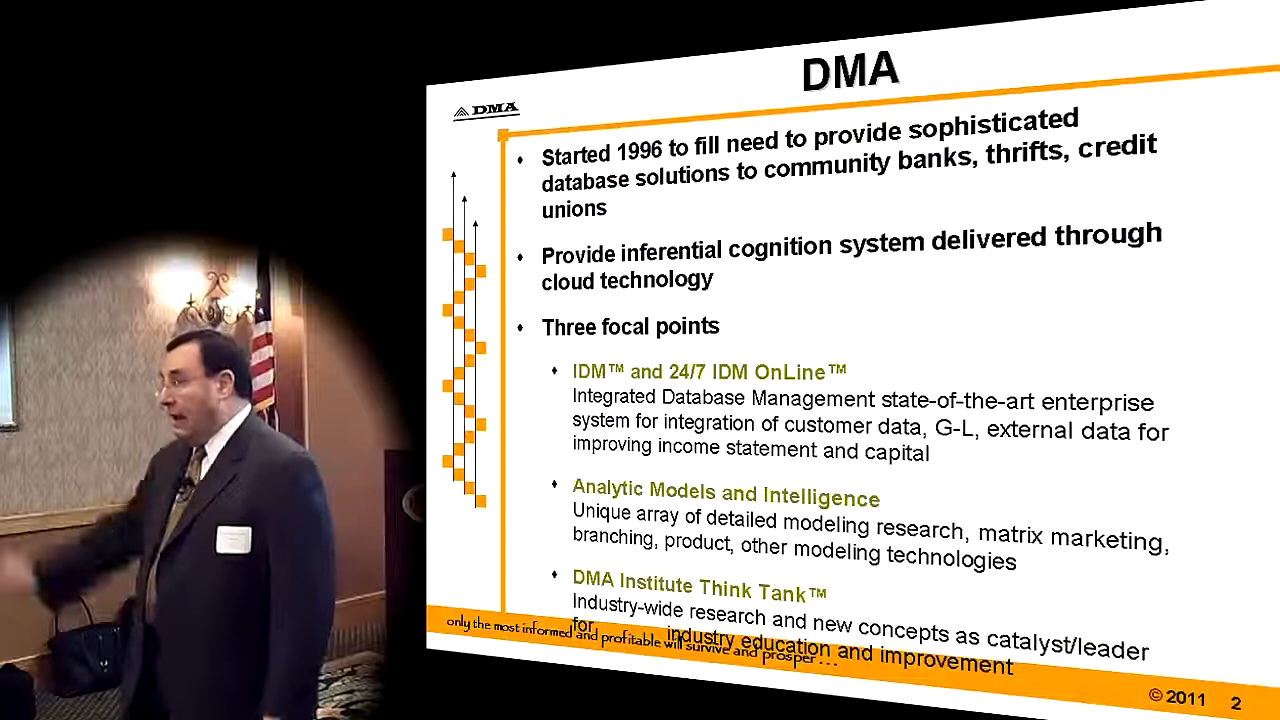 DMA
DMA
Started 1996 to fill need to provide sophisticated
database solutions to community banks, thrifts, credit
unions
Provide inferential cognition system delivered through
cloud technology
Three focal points
IDM™ and 24/7 IDM OnLine™
Integrated Database Management state-of-the-art enterprise
system for integration of customer data, G-L, external data for
improving income statement and capital
Analytic Models and Intelligence
Unique array of detailed modeling research, matrix marketing,
branching, product, other modeling technologies
DMA Institute Think Tank™
Industry-wide research and new concepts as catalyst/leader
for industry education and improvement
only the most informed and profitable will survive and prosper ...
© 2011 2